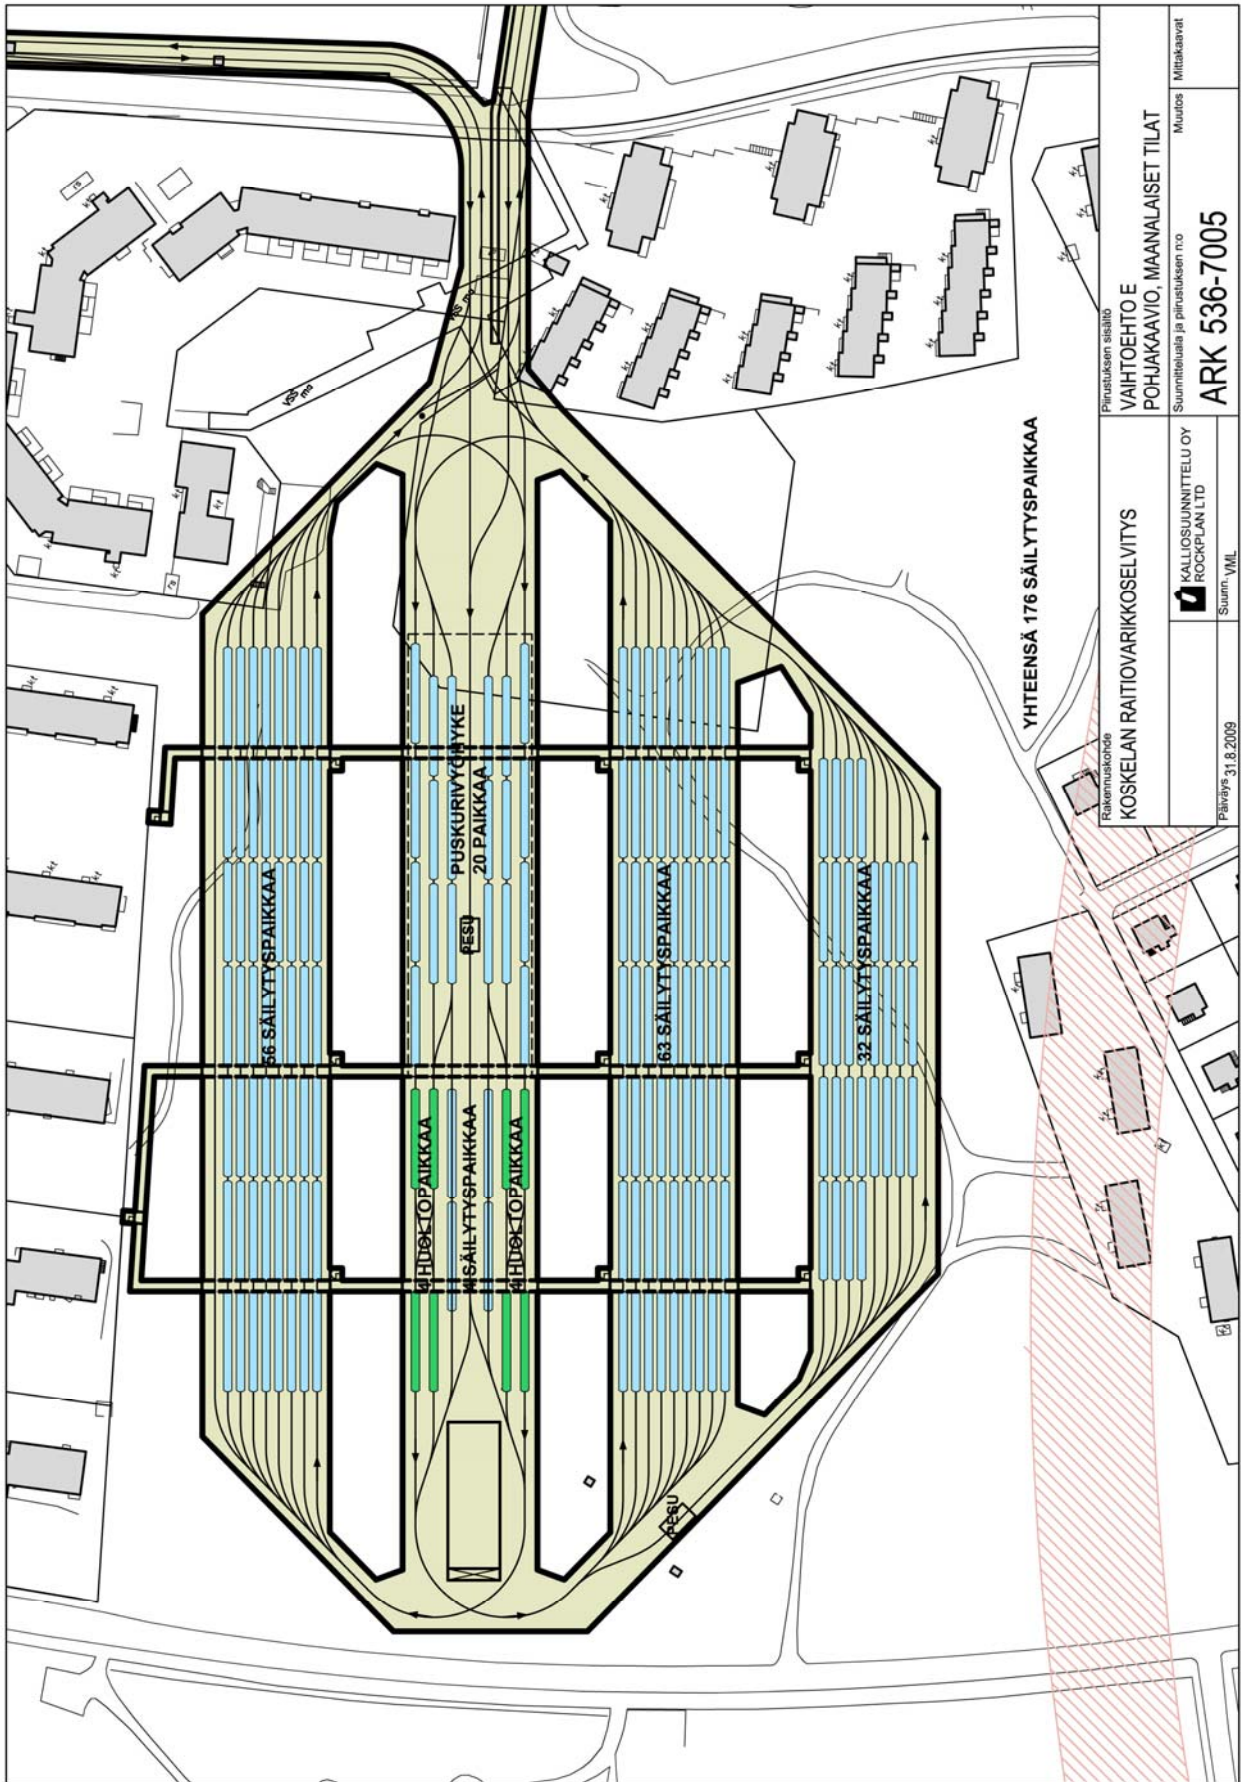 56 SÄILYTYSPAIKKAA
PUSKURIVYÖHYKE
20 PAIKKAA
PESU
4 HUOLTOPAIKKAA
4 SÄILYTYSPAIKKAA
4 HUOLTOPAIKKAA
63 SÄILYTYSPAIKKAA
32 SÄILYTYSPAIKKAA
PESU
VSS ma
YHTEENSÄ 176 SÄILYTYSPAIKKAA
Rakennuskohde
KOSKELAN RAITIOVARIKKOSELVITYS
Piirustuksen sisältö
VAIHTOEHTO E
POHJAKAAVIO, MAANALAISET TILAT
Mittakaavat
KALLIOSUUNNITTELU OY
ROCKPLAN LTD
Suunnitteluala ja piirustuksen n:o
Muutos
ARK 536-7005
Päiväys 31.8.2009
Suunn. VML